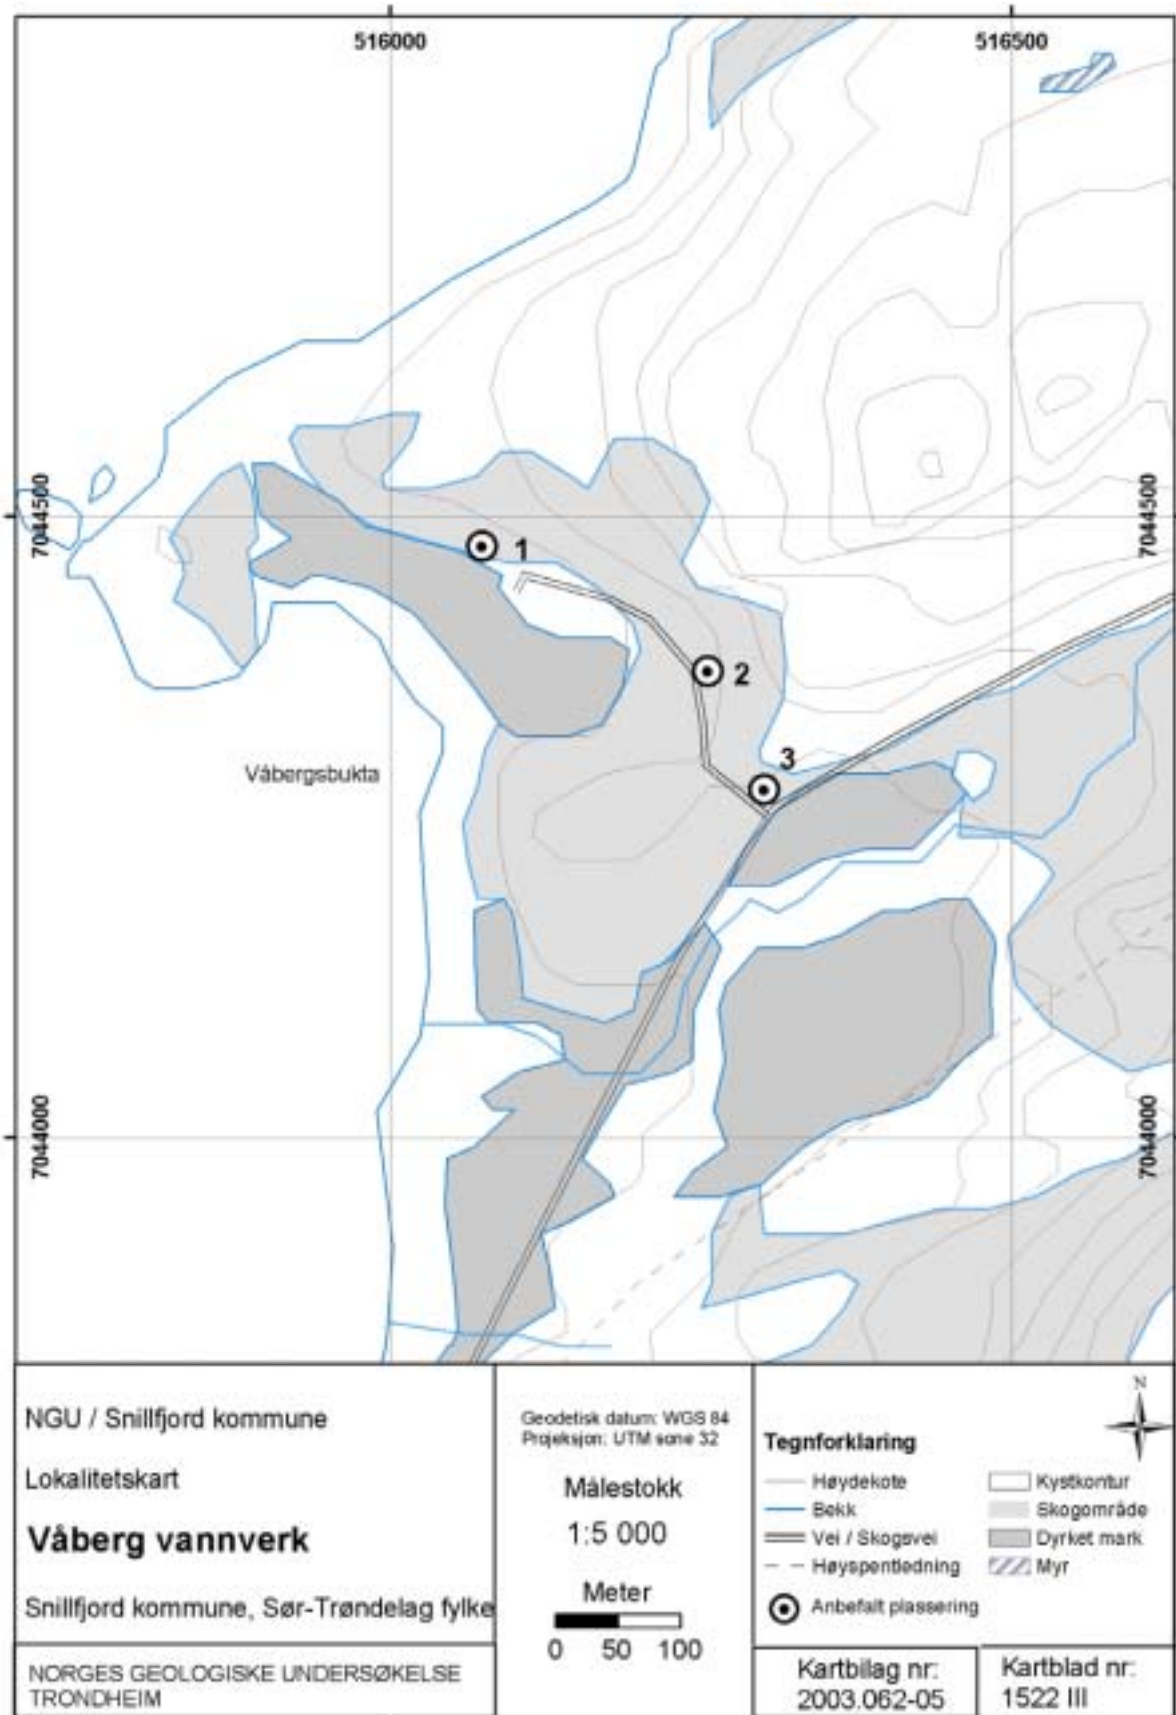 516000
516500
7044500
7044500
1
2
3
Våbergsbukta
7044000
7044000
NGU / Snillfjord kommune
Lokalitetskart
Våberg vannverk
Snillfjord kommune, Sør-Trøndelag fylke
NORGES GEOLOGISKE UNDERSØKELSE
TRONDHEIM
Geodetisk datum: WGS 84
Projeksjon: UTM sone 32
Målestokk
1:5 000
Meter
0 50 100
N
Tegnforklaring
Høydekote
Bekk
Vei / Skogsvei
Høyspentledning
Anbefalt plassering
Kystkontur
Skogområde
Dyrket mark
Myr
Kartbilag nr:
2003.062-05
Kartblad nr:
1522 III